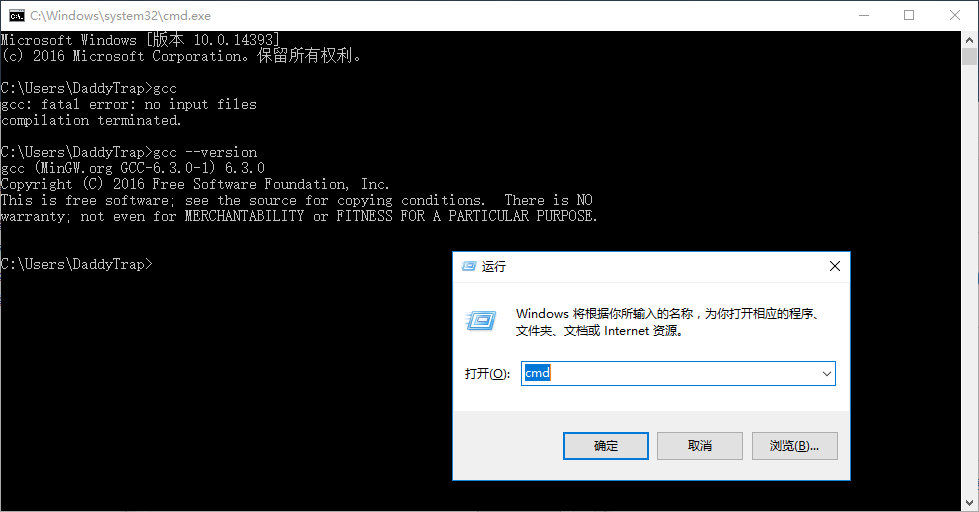 C:\Windows\system32\cmd.exe
Microsoft Windows [版本 10.0.14393]
(c) 2016 Microsoft Corporation。保留所有权利。
C:\Users\DaddyTrap>gcc
gcc: fatal error: no input files
compilation terminated.
C:\Users\DaddyTrap>gcc --version
gcc (MinGW.org GCC-6.3.0-1) 6.3.0
Copyright (C) 2016 Free Software Foundation, Inc.
This is free software; see the source for copying conditions.  There is NO
warranty; not even for MERCHANTABILITY or FITNESS FOR A PARTICULAR PURPOSE.
C:\Users\DaddyTrap>
运行
Windows 将根据你所输入的名称，为你打开相应的程序、
文件夹、文档或 Internet 资源。
打开(O): cmd
确定 取消 浏览(B)...